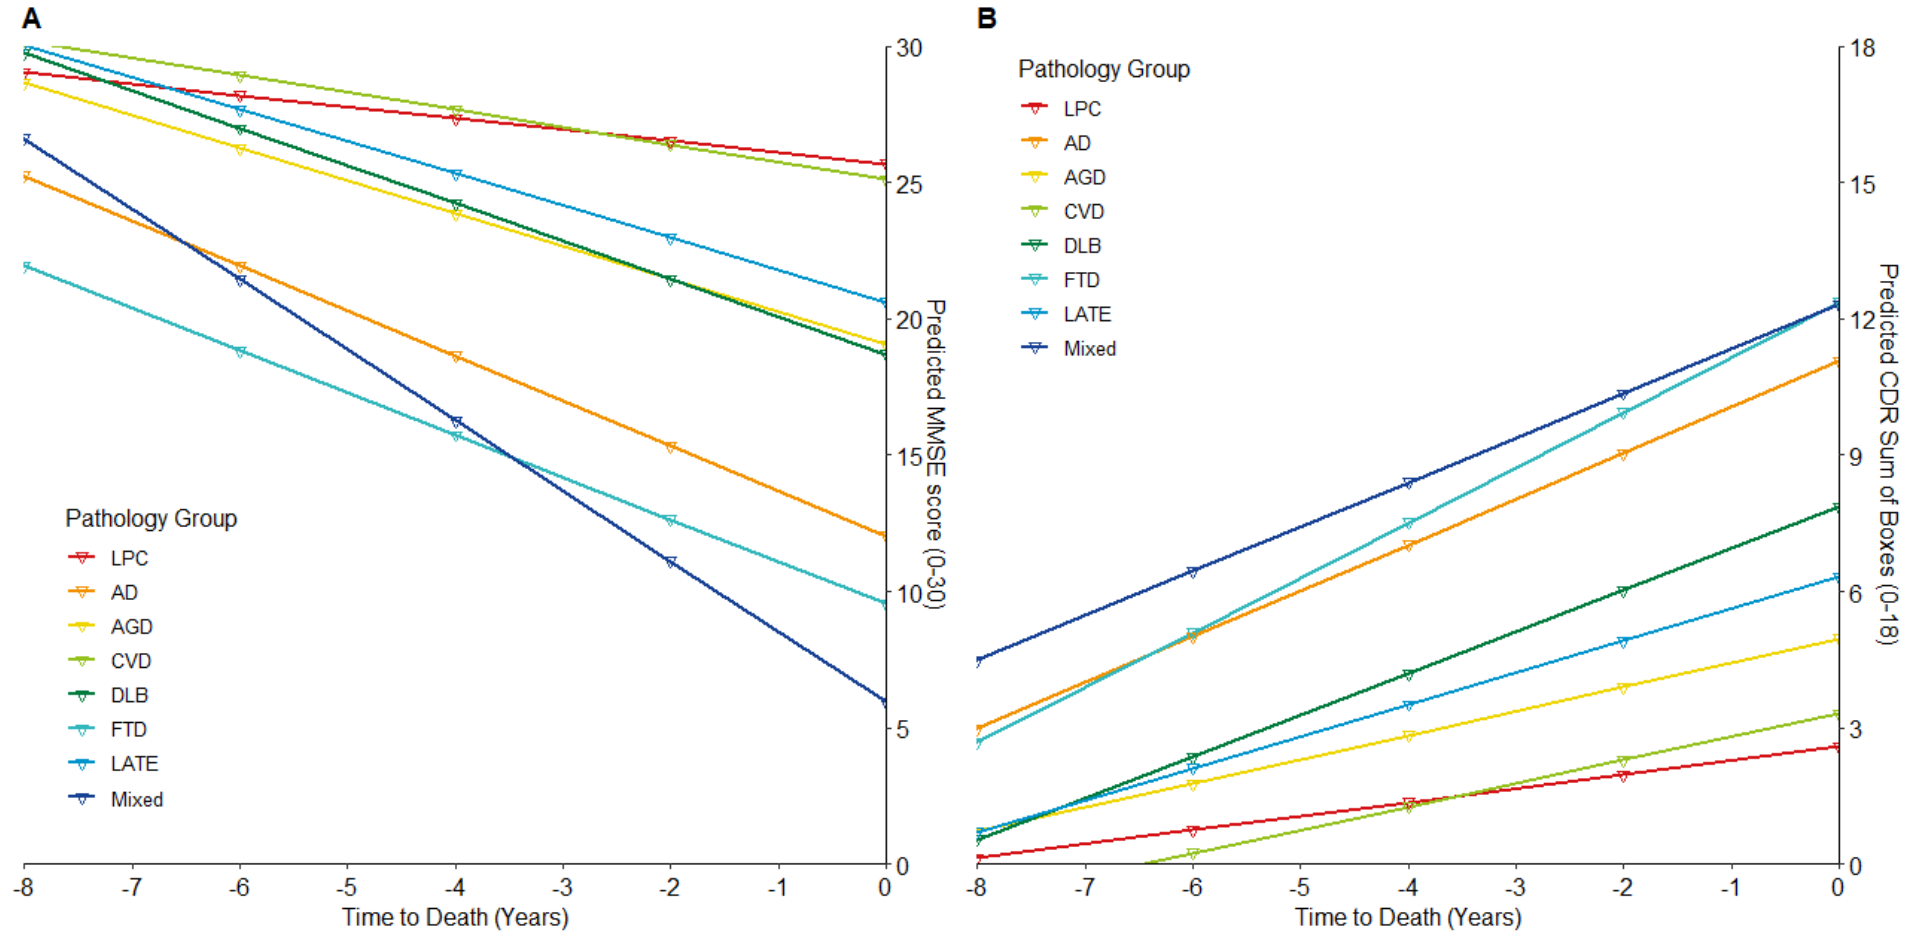 A
30
25
20
15
10
5
0
Predicted MMSE score (0-30)
Pathology Group
LPC
AD
AGD
CVD
DLB
FTD
LATE
Mixed
-8 -7 -6 -5 -4 -3 -2 -1 0
Time to Death (Years)
B
Pathology Group
LPC
AD
AGD
CVD
DLB
FTD
LATE
Mixed
18
15
12
9
6
3
0
Predicted CDR Sum of Boxes (0-18)
-8 -7 -6 -5 -4 -3 -2 -1 0
Time to Death (Years)